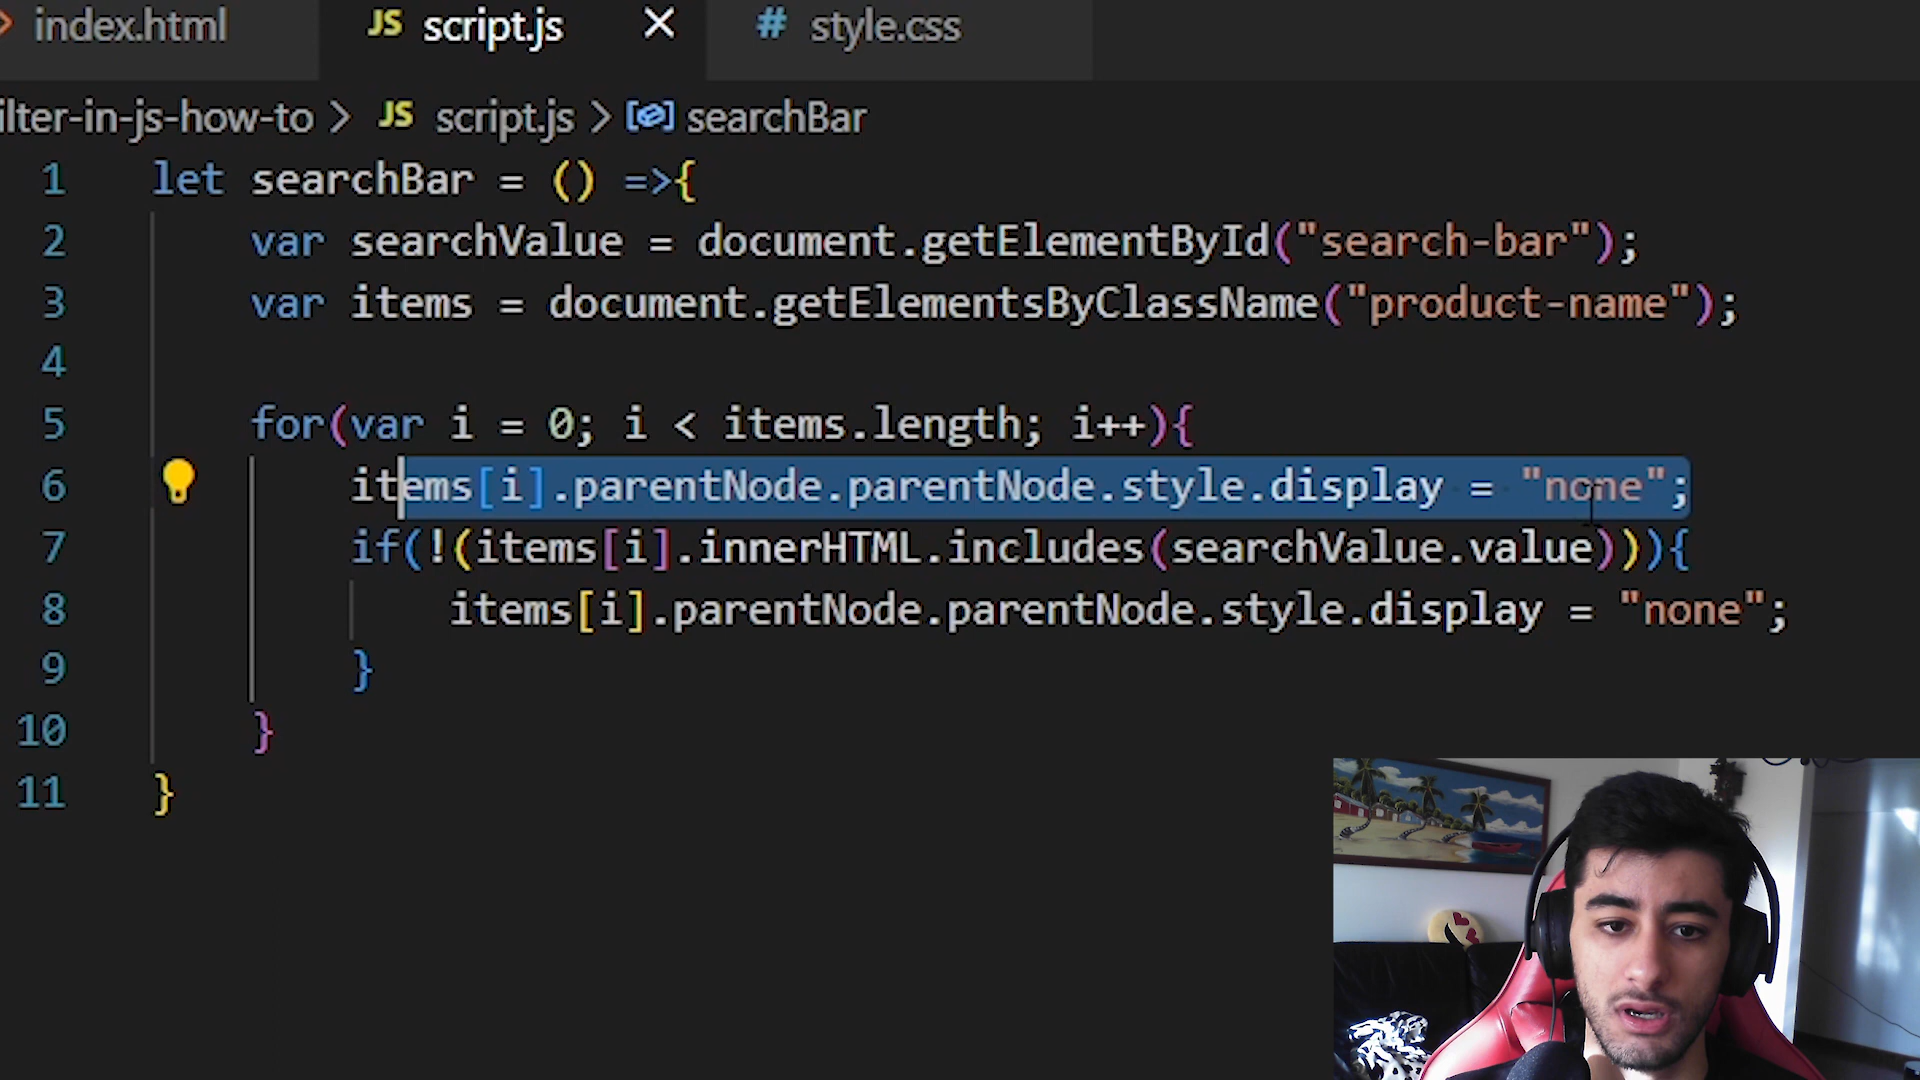 index.html JS script.js × # style.css
ilter-in-js-how-to > JS script.js > searchBar
1 let searchBar = () =>{
2 var searchValue = document.getElementById("search-bar");
3 var items = document.getElementsByClassName("product-name");
4
5 for(var i = 0; i < items.length; i++){
6 items[i].parentNode.parentNode.style.display = "none";
7 if(!(items[i].innerHTML.includes(searchValue.value))){
8 items[i].parentNode.parentNode.style.display = "none";
9 }
10 }
11 }